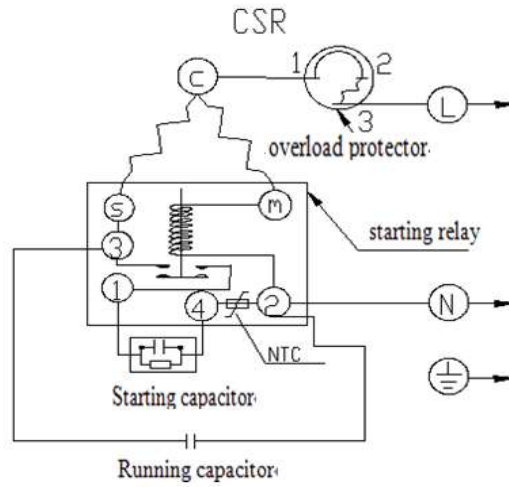 CSR
C
1
2
3
L
overload protector
S
m
3
starting relay
1
4
2
N
NTC
Starting capacitor
Running capacitor